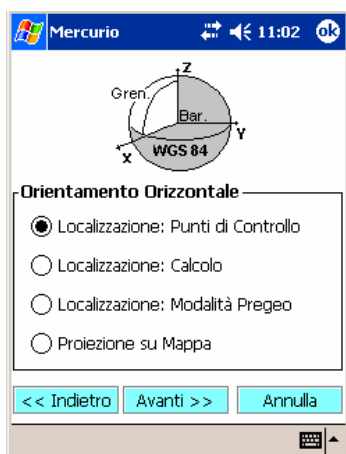 Mercurio 11:02 ok
Z
Gren.
Bar.
Y
X
WGS 84
Orientamento Orizzontale
Localizzazione: Punti di Controllo
Localizzazione: Calcolo
Localizzazione: Modalità Pregeo
Proiezione su Mappa
<< Indietro Avanti >> Annulla